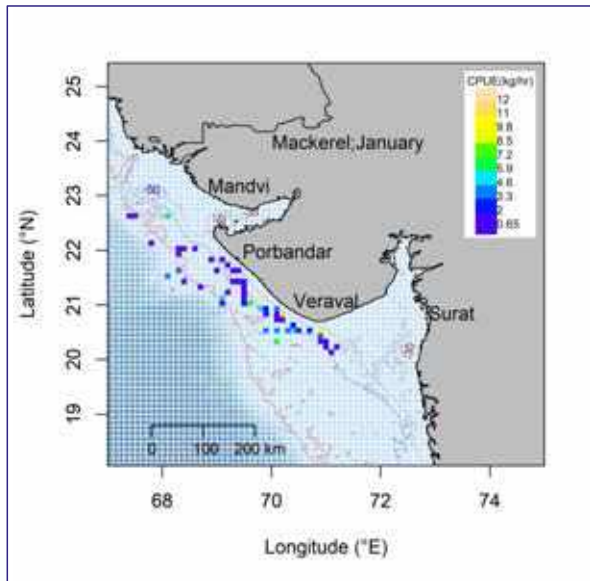 CPUE(kg/hr)
12
11
9.8
8.5
7.2
5.9
4.6
3.3
2
0.65
Mackerel;January
Mandvi
Porbandar
Veraval
Surat
0 100 200 km
25
24
23
22
21
20
19
Latitude (°N)
68 70 72 74
Longitude (°E)